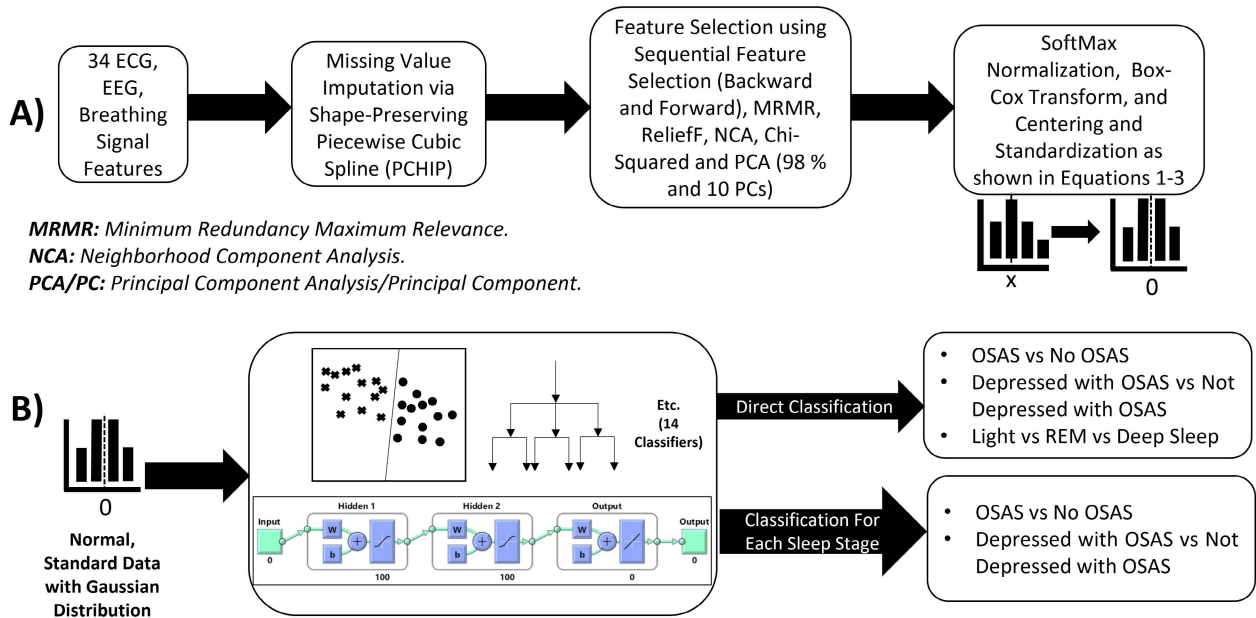 A)
34 ECG,
EEG,
Breathing
Signal
Features
Missing Value
Imputation via
Shape-Preserving
Piecewise Cubic
Spline (PCHIP)
Feature Selection using
Sequential Feature
Selection (Backward
and Forward), MRMR,
ReliefF, NCA, Chi-
Squared and PCA (98 %
and 10 PCs)
SoftMax
Normalization, Box-
Cox Transform, and
Centering and
Standardization as
shown in Equations 1-3
x
0
MRMR: Minimum Redundancy Maximum Relevance.
NCA: Neighborhood Component Analysis.
PCA/PC: Principal Component Analysis/Principal Component.
B)
0
Normal,
Standard Data
with Gaussian
Distribution
Etc.
(14
Classifiers)
Input
0
Hidden 1
W
b
+
100
Hidden 2
W
b
+
100
Output
W
b
+
0
Output
0
Direct Classification
• OSAS vs No OSAS
• Depressed with OSAS vs Not
Depressed with OSAS
• Light vs REM vs Deep Sleep
Classification For
Each Sleep Stage
• OSAS vs No OSAS
• Depressed with OSAS vs Not
Depressed with OSAS